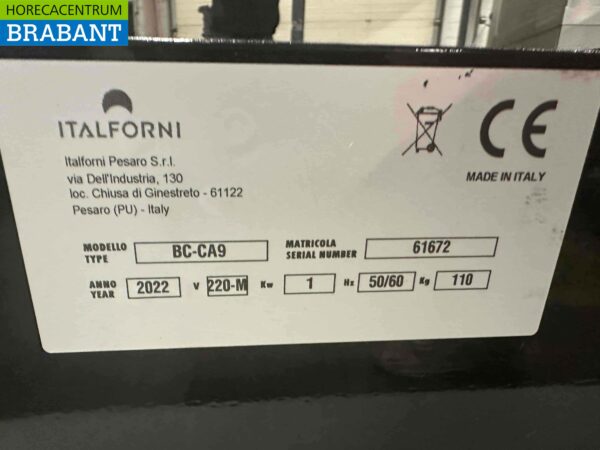 HORECACENTRUM
BRABANT
ITALFORNI
Italforni Pesaro S.r.l.
via Dell'Industria, 130
loc. Chiusa di Ginestreto - 61122
Pesaro (PU) - Italy
CE
MADE IN ITALY
MODELLO TYPE BC-CA9 MATRICOLA SERIAL NUMBER 61672
ANNO YEAR 2022 V 220-M Kw 1 Hz 50/60 Kg 110